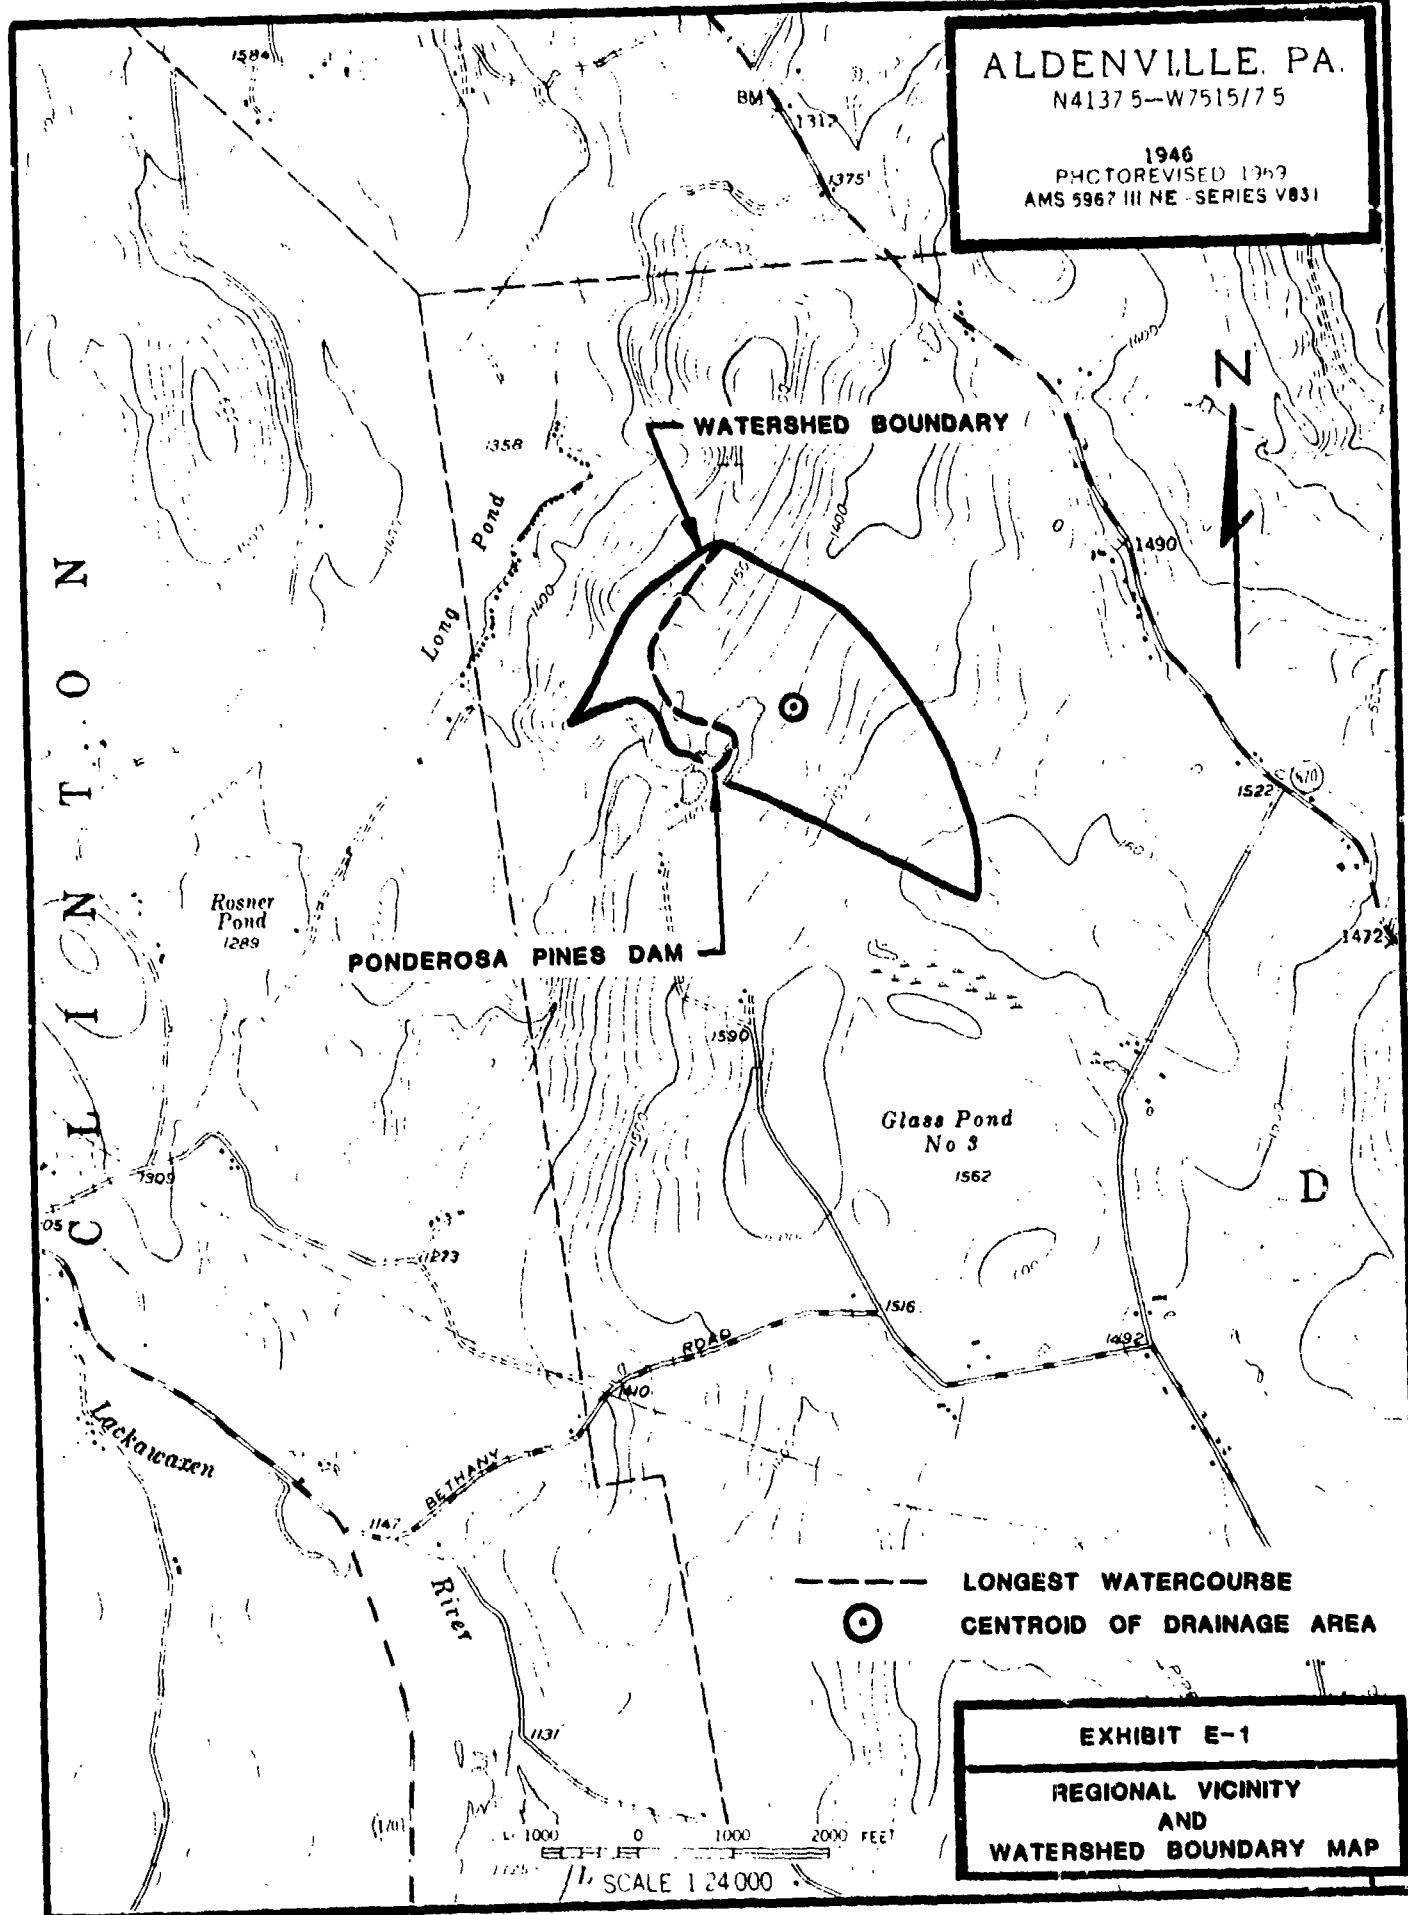 ALDENVILLE, PA.
N4137.5—W7515/7.5
1946
PHOTOREVISED 1969
AMS 5967 III NE-SERIES V831
1584
BM
1317
1375
N
WATERSHED BOUNDARY
1358
Long Pond
1400
1400
1490
CLINTON
1522
1472
Rosner
Pond
1289
PONDEROSA PINES DAM
1590
Glass Pond
No 3
1562
D
1309
1273
1516
1492
BETHANY ROAD
1410
Lackawaxen
River
1147
1131
LONGEST WATERCOURSE
CENTROID OF DRAINAGE AREA
1000 0 1000 2000 FEET
SCALE 1:24000
EXHIBIT E-1
REGIONAL VICINITY
AND
WATERSHED BOUNDARY MAP